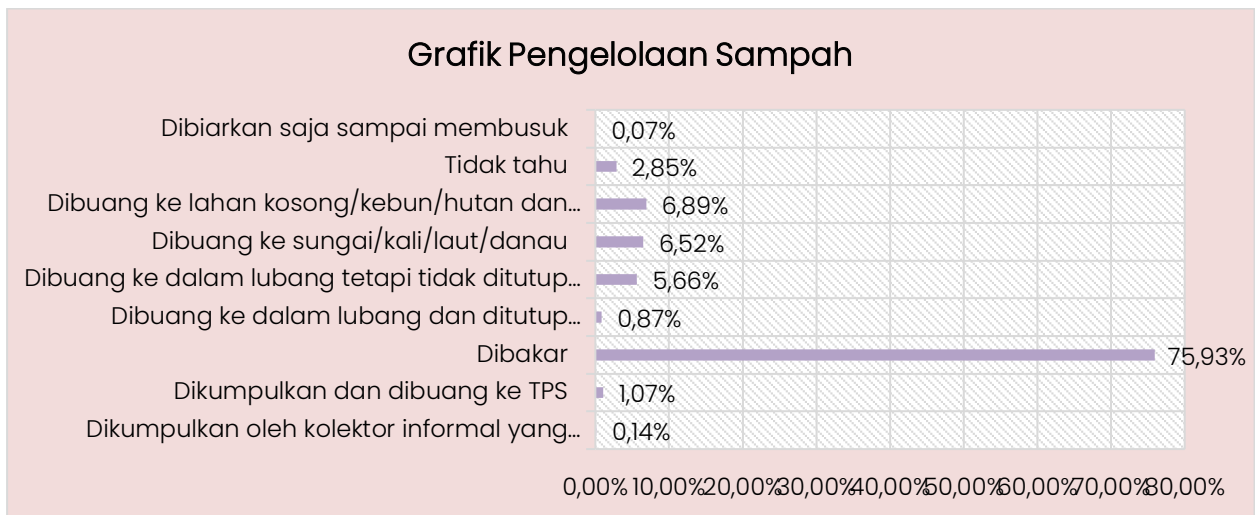 Grafik Pengelolaan Sampah
Dibiarkan saja sampai membusuk 0,07%
Tidak tahu 2,85%
Dibuang ke lahan kosong/kebun/hutan dan... 6,89%
Dibuang ke sungai/kali/laut/danau 6,52%
Dibuang ke dalam lubang tetapi tidak ditutup... 5,66%
Dibuang ke dalam lubang dan ditutup... 0,87%
Dibakar 75,93%
Dikumpulkan dan dibuang ke TPS 1,07%
Dikumpulkan oleh kolektor informal yang... 0,14%
0,00% 10,00% 20,00% 30,00% 40,00% 50,00% 60,00% 70,00% 80,00%